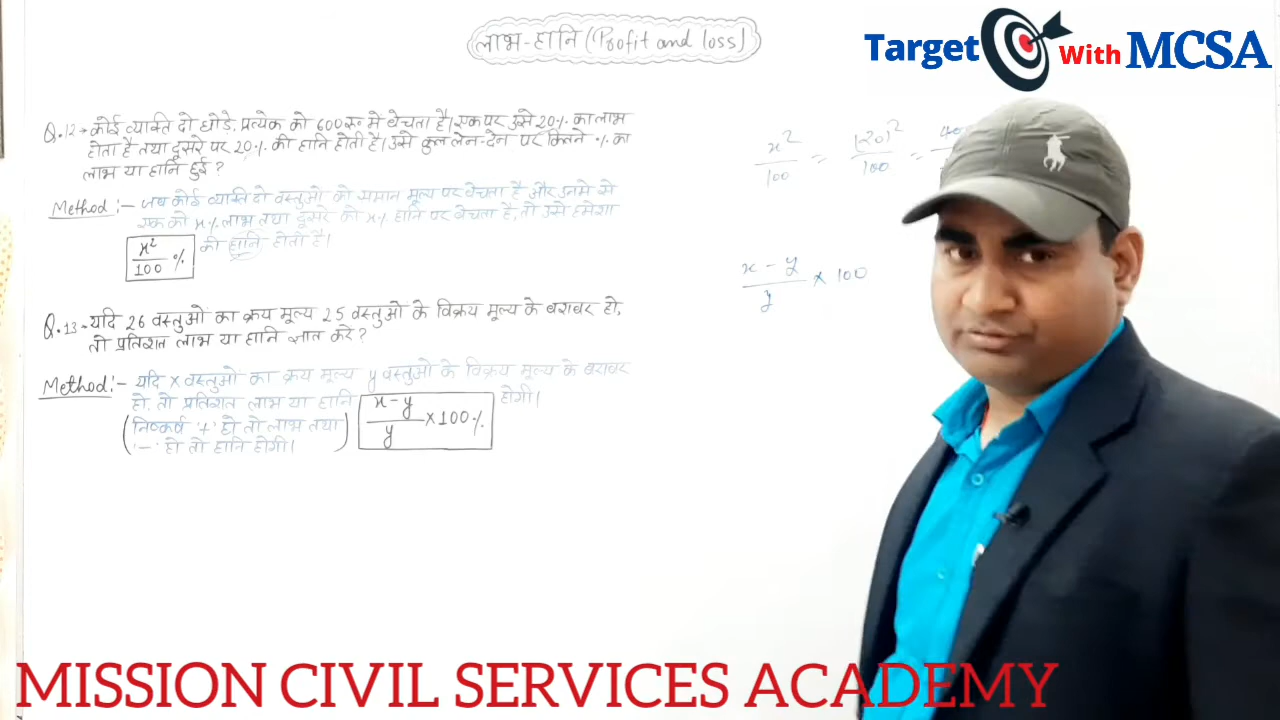 लाभ-हानि (Profit and loss)
Target With MCSA
Q.12→ कोई व्यक्ति दो घोडे, प्रत्येक को 600 रू० मे बेचता है। एक पर उसे 20% का लाभ
होता है तथा दूसरे पर 20% की हानि होती है। उसे कुल लेन-देन पर कितने % का
लाभ या हानि हुई ?
Method:- जब कोई व्यक्ति दो वस्तुओ को समान मूल्य पर बेचता है और उनमे से
एक को x% लाभ तथा दूसरे को x% हानि पर बेचता है, तो उसे हमेशा
x²/100 % की हानि होती है।
Q.13→ यदि 26 वस्तुओ का क्रय मूल्य 25 वस्तुओ के विक्रय मूल्य के बराबर हो,
तो प्रतिशत लाभ या हानि ज्ञात करे ?
Method:- यदि x वस्तुओ का क्रय मूल्य y वस्तुओ के विक्रय मूल्य के बराबर
हो, तो प्रतिशत लाभ या हानि x-y/y ×100% होगी।
(निष्कर्ष '+' हो तो लाभ तथा
'-' हो तो हानि होगी।)
x²/100 = (20)²/100 =
x-y/y × 100
MISSION CIVIL SERVICES ACADEMY